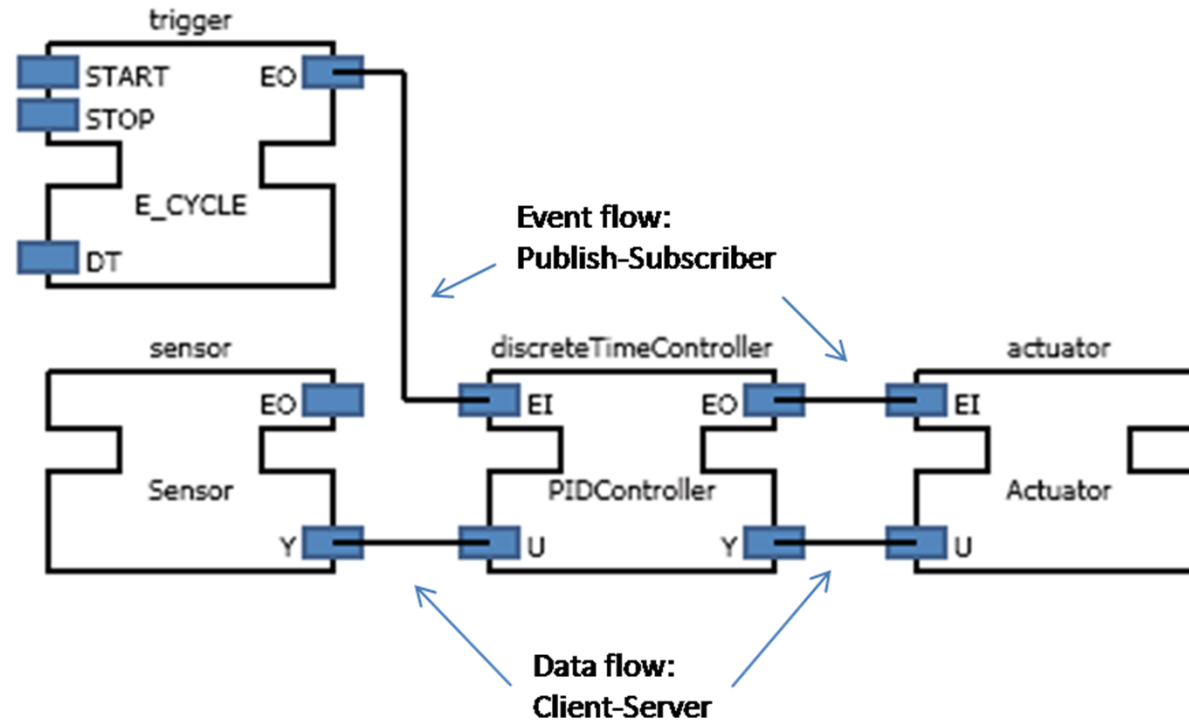 trigger
START
EO
STOP
E_CYCLE
DT
Event flow:
Publish-Subscriber
sensor
EO
Sensor
Y
discreteTimeController
EI
EO
PIDController
U
Y
actuator
EI
Actuator
U
Data flow:
Client-Server